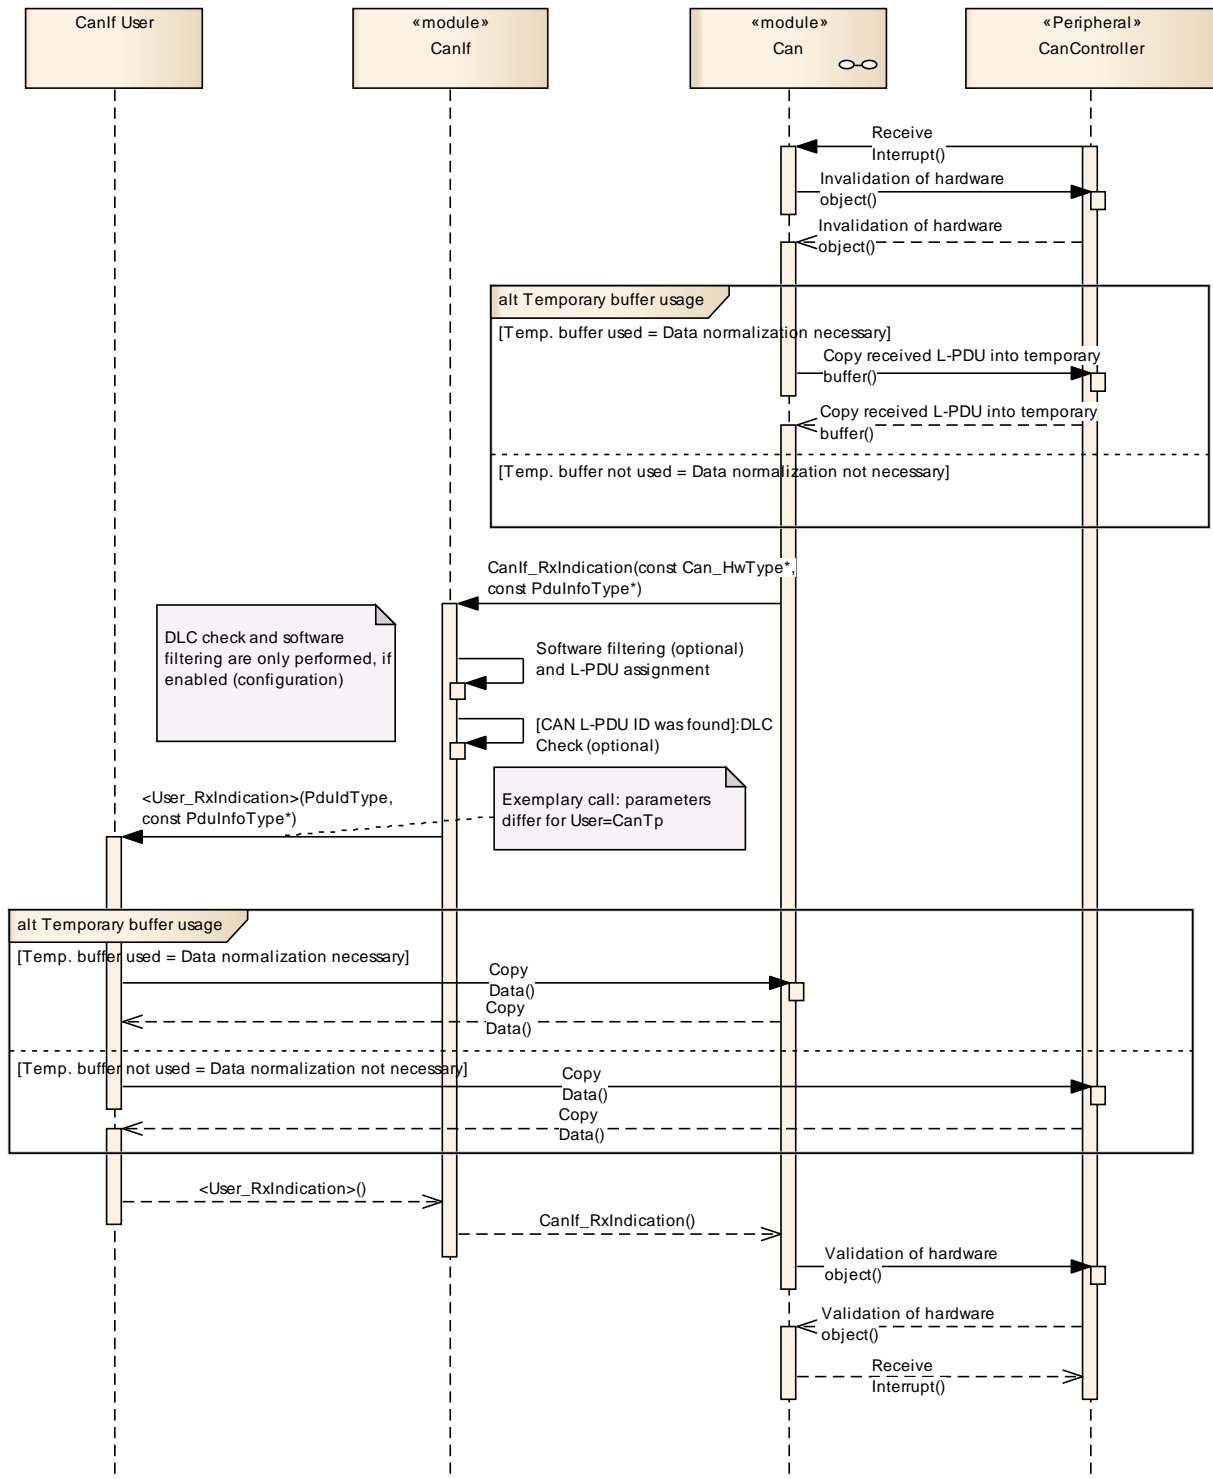 CanIf User
«module»
CanIf
«module»
Can
«Peripheral»
CanController
Receive
Interrupt()
Invalidation of hardware
object()
Invalidation of hardware
object()
alt Temporary buffer usage
[Temp. buffer used = Data normalization necessary]
Copy received L-PDU into temporary
buffer()
Copy received L-PDU into temporary
buffer()
[Temp. buffer not used = Data normalization not necessary]
CanIf_RxIndication(const Can_HwType*,
const PduInfoType*)
DLC check and software
filtering are only performed, if
enabled (configuration)
Software filtering (optional)
and L-PDU assignment
[CAN L-PDU ID was found]:DLC
Check (optional)
<User_RxIndication>(PduIdType,
const PduInfoType*)
Exemplary call: parameters
differ for User=CanTp
alt Temporary buffer usage
[Temp. buffer used = Data normalization necessary]
Copy
Data()
Copy
Data()
[Temp. buffer not used = Data normalization not necessary]
Copy
Data()
Copy
Data()
<User_RxIndication>()
CanIf_RxIndication()
Validation of hardware
object()
Validation of hardware
object()
Receive
Interrupt()